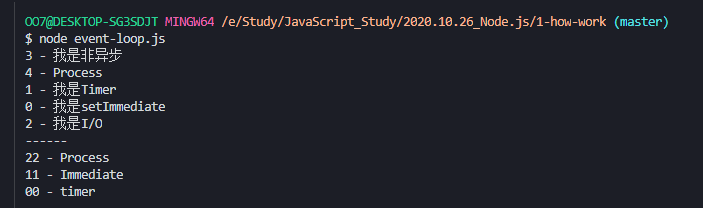 OO7@DESKTOP-SG3SDJT MINGW64 /e/Study/JavaScript_Study/2020.10.26_Node.js/1-how-work (master)
$ node event-loop.js
3 - 我是非异步
4 - Process
1 - 我是Timer
0 - 我是setImmediate
2 - 我是I/O
------
22 - Process
11 - Immediate
00 - timer